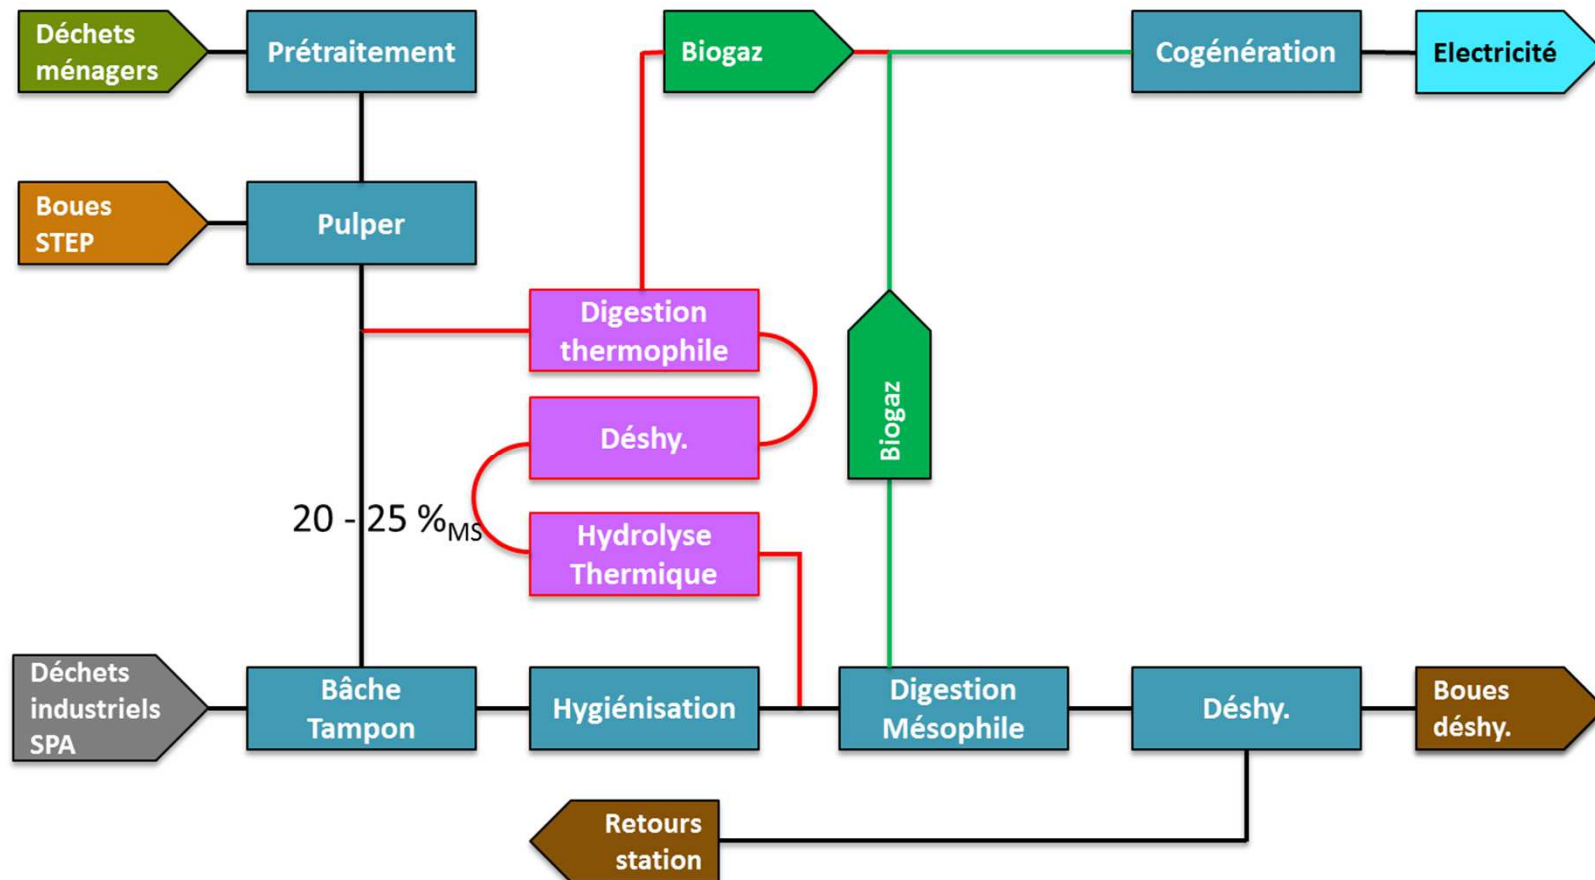 Déchets
ménagers
Prétraitement
Biogaz
Cogénération
Electricité
Boues
STEP
Pulper
Digestion
thermophile
Déshy.
Biogaz
20 - 25 %MS
Hydrolyse
Thermique
Déchets
industriels
SPA
Bâche
Tampon
Hygiénisation
Digestion
Mésophile
Déshy.
Boues
déshy.
Retours
station